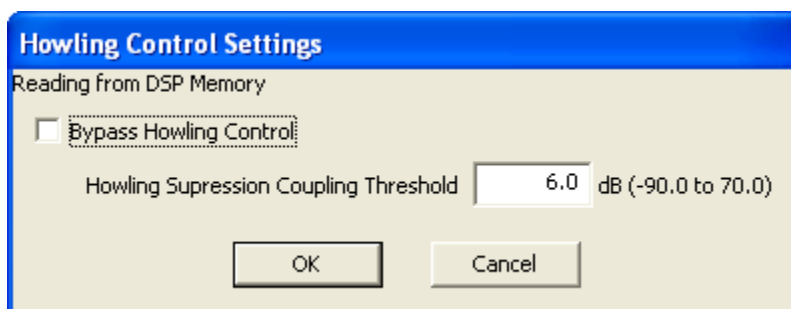 Howling Control Settings
Reading from DSP Memory
Bypass Howling Control
Howling Supression Coupling Threshold 6.0 dB (-90.0 to 70.0)
OK Cancel